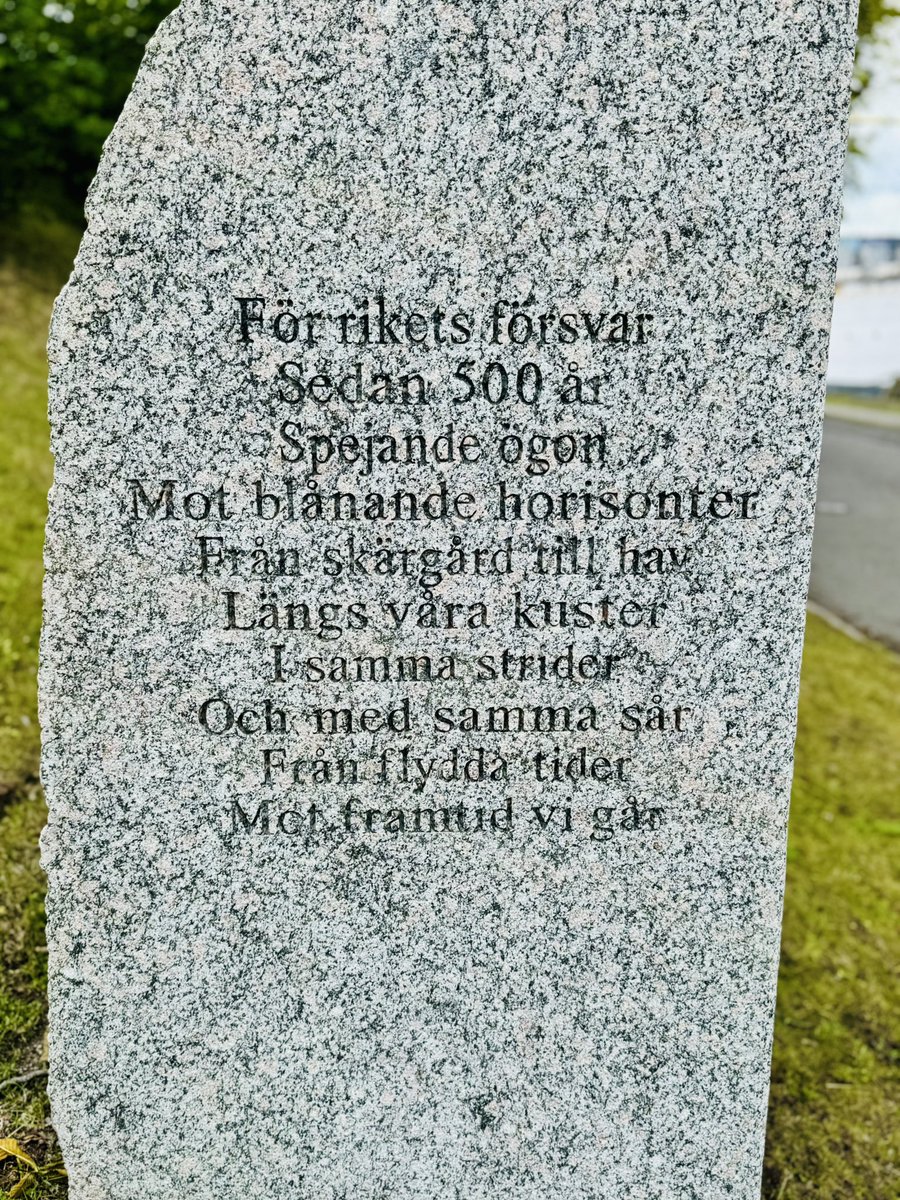 För rikets försvar
Sedan 500 år
Spejande ögon
Mot blånande horisonter
Från skärgård till hav
Längs våra kuster
I samma strider
Och med samma sår
Från flydda tider
Mot framtid vi går